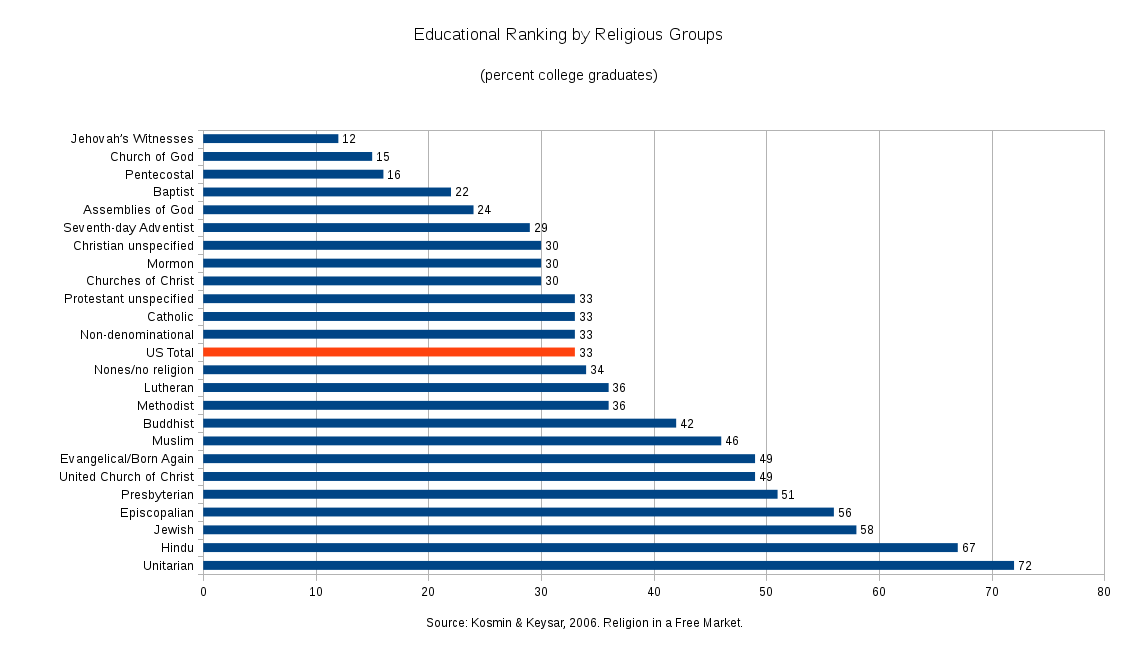 Educational Ranking by Religious Groups
(percent college graduates)
Jehovah’s Witnesses 12
Church of God 15
Pentecostal 16
Baptist 22
Assemblies of God 24
Seventh-day Adventist 29
Christian unspecified 30
Mormon 30
Churches of Christ 30
Protestant unspecified 33
Catholic 33
Non-denominational 33
US Total 33
Nones/no religion 34
Lutheran 36
Methodist 36
Buddhist 42
Muslim 46
Evangelical/Born Again 49
United Church of Christ 49
Presbyterian 51
Episcopalian 56
Jewish 58
Hindu 67
Unitarian 72
0 10 20 30 40 50 60 70 80
Source: Kosmin & Keysar, 2006. Religion in a Free Market.